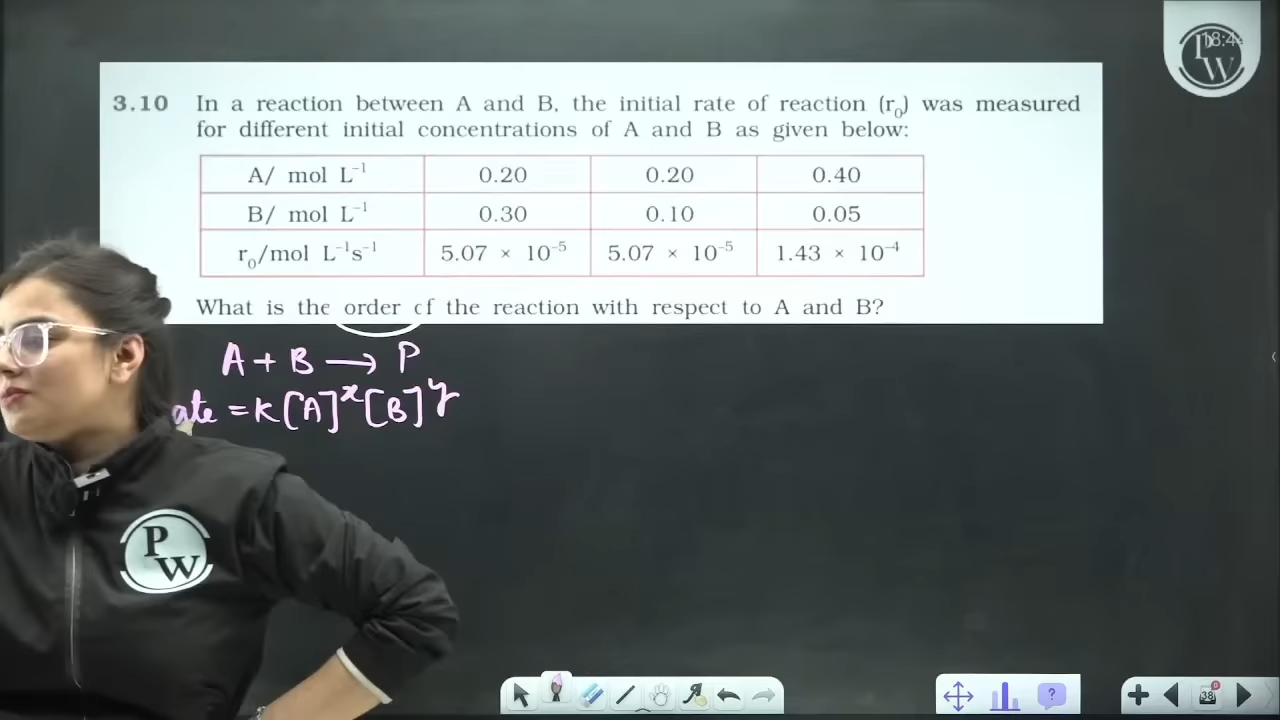 3.10 In a reaction between A and B, the initial rate of reaction (r₀) was measured
for different initial concentrations of A and B as given below:
A/ mol L⁻¹ 0.20 0.20 0.40
B/ mol L⁻¹ 0.30 0.10 0.05
r₀/mol L⁻¹s⁻¹ 5.07 × 10⁻⁵ 5.07 × 10⁻⁵ 1.43 × 10⁻⁴
What is the order of the reaction with respect to A and B?
A + B ⟶ P
ate = K[A]ˣ[B]ʸ
PW
PW
38